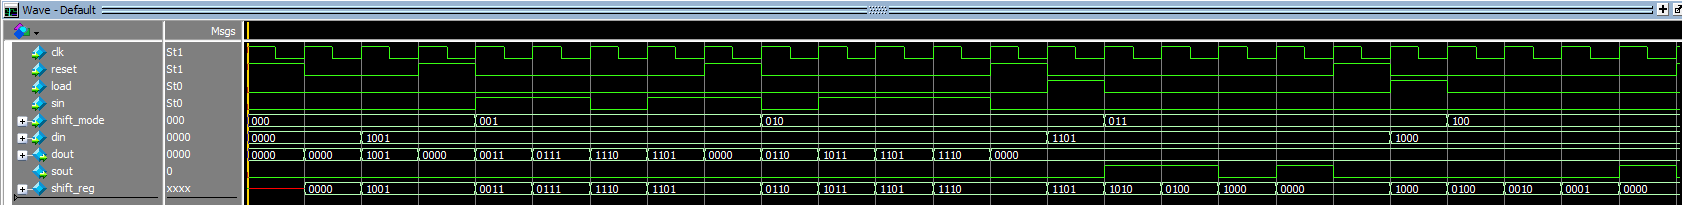 Wave - Default
Msgs
clk St1
reset St1
load St0
sin St0
shift_mode 000 000 001 010 011 100
din 0000 0000 1001 1101 1000
dout 0000 0000 0000 1001 0000 0011 0111 1110 1101 0000 0110 1011 1101 1110 0000
sout 0
shift_reg xxxx 0000 1001 0011 0111 1110 1101 0110 1011 1101 1110 1101 1010 0100 1000 0000 1000 0100 0010 0001 0000